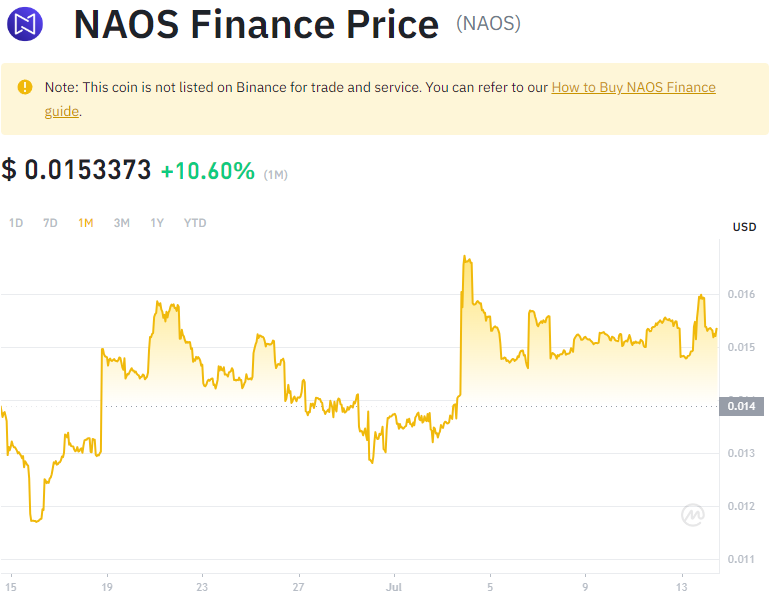 NAOS Finance Price (NAOS)
Note: This coin is not listed on Binance for trade and service. You can refer to our How to Buy NAOS Finance
guide.
$ 0.0153373 +10.60% (1M)
1D 7D 1M 3M 1Y YTD
USD
0.016
0.015
0.014
0.013
0.012
0.011
15 19 23 27 Jul 5 9 13